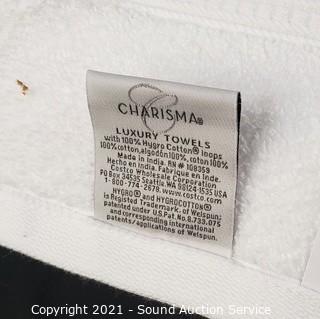 CHARISMA®
LUXURY TOWELS
with 100% Hygro Cotton® loops
100%cotton,algodón100%,coton100%
Made in India. RN # 109359
Hecho en India. Fabrique en Inde.
Costco Wholesale Corporation
PO BOX 34535 Seattle, WA 98124-1535 USA
1-800-774-2678. www.costco.com
HYGRO® and HYGROCOTTON® is
Registered Trademark, of Welspun;
patented under U.S.Pat.No.8,733,075
and corresponding international
patents/applications of Welspun.
Copyright 2021 - Sound Auction Service